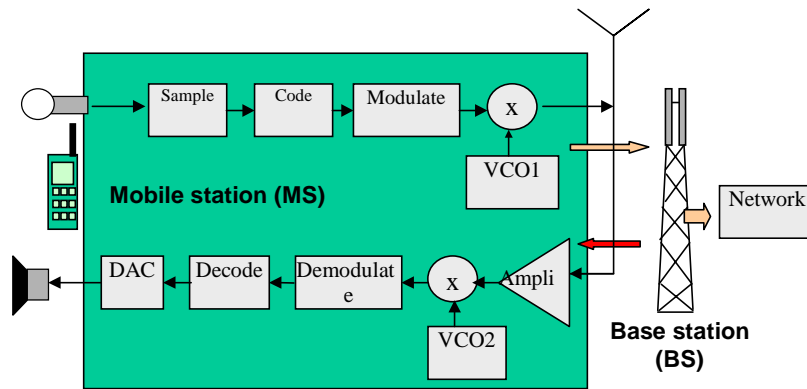 Sample
Code
Modulate
x
VCO1
Mobile station (MS)
Network
DAC
Decode
Demodulat
e
x
Ampli
VCO2
Base station
(BS)